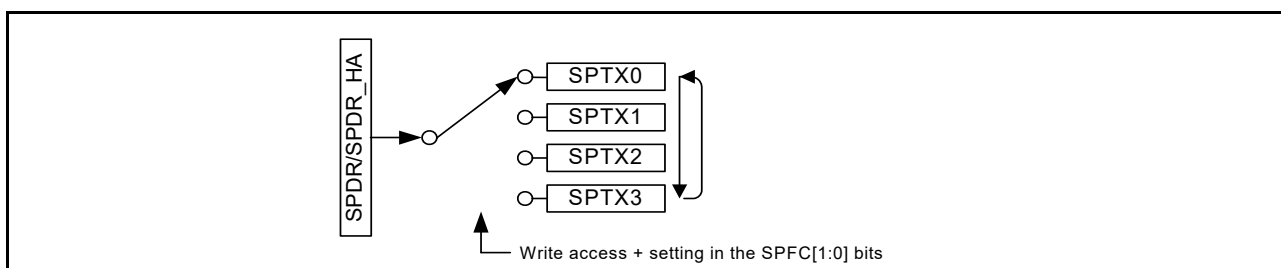 SPDR/SPDR_HA
SPTX0
SPTX1
SPTX2
SPTX3
Write access + setting in the SPFC[1:0] bits